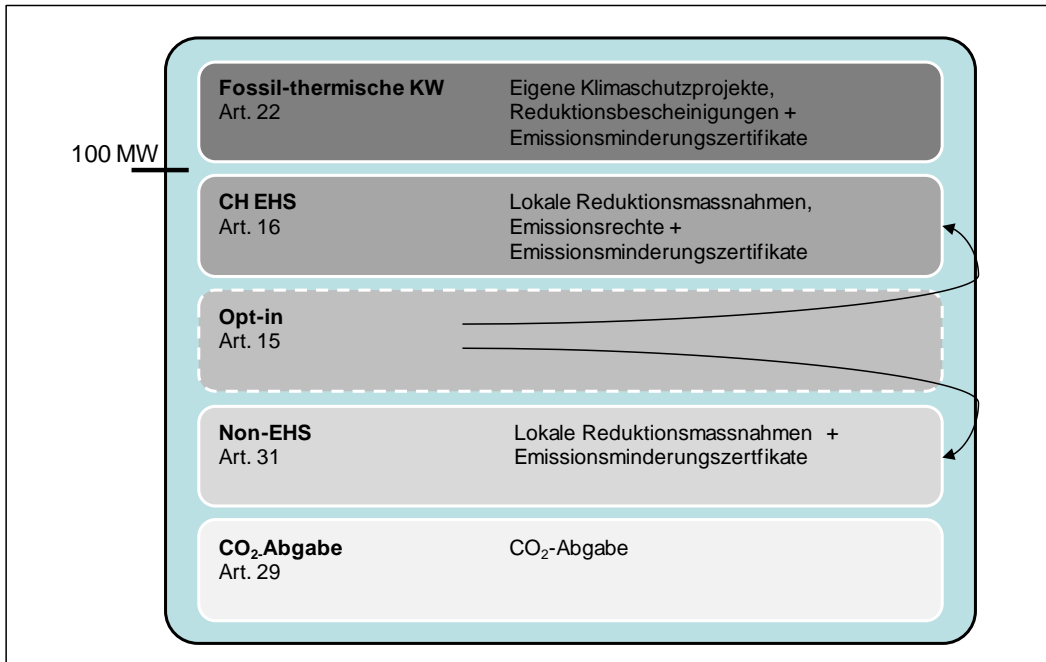 Fossil-thermische KW Eigene Klimaschutzprojekte,
Art. 22 Reduktionsbescheinigungen +
Emissionsminderungszertifikate
100 MW
CH EHS Lokale Reduktionsmassnahmen,
Art. 16 Emissionsrechte +
Emissionsminderungszertifikate
Opt-in
Art. 15
Non-EHS Lokale Reduktionsmassnahmen +
Art. 31 Emissionsminderungszertfikate
CO₂-Abgabe CO₂-Abgabe
Art. 29